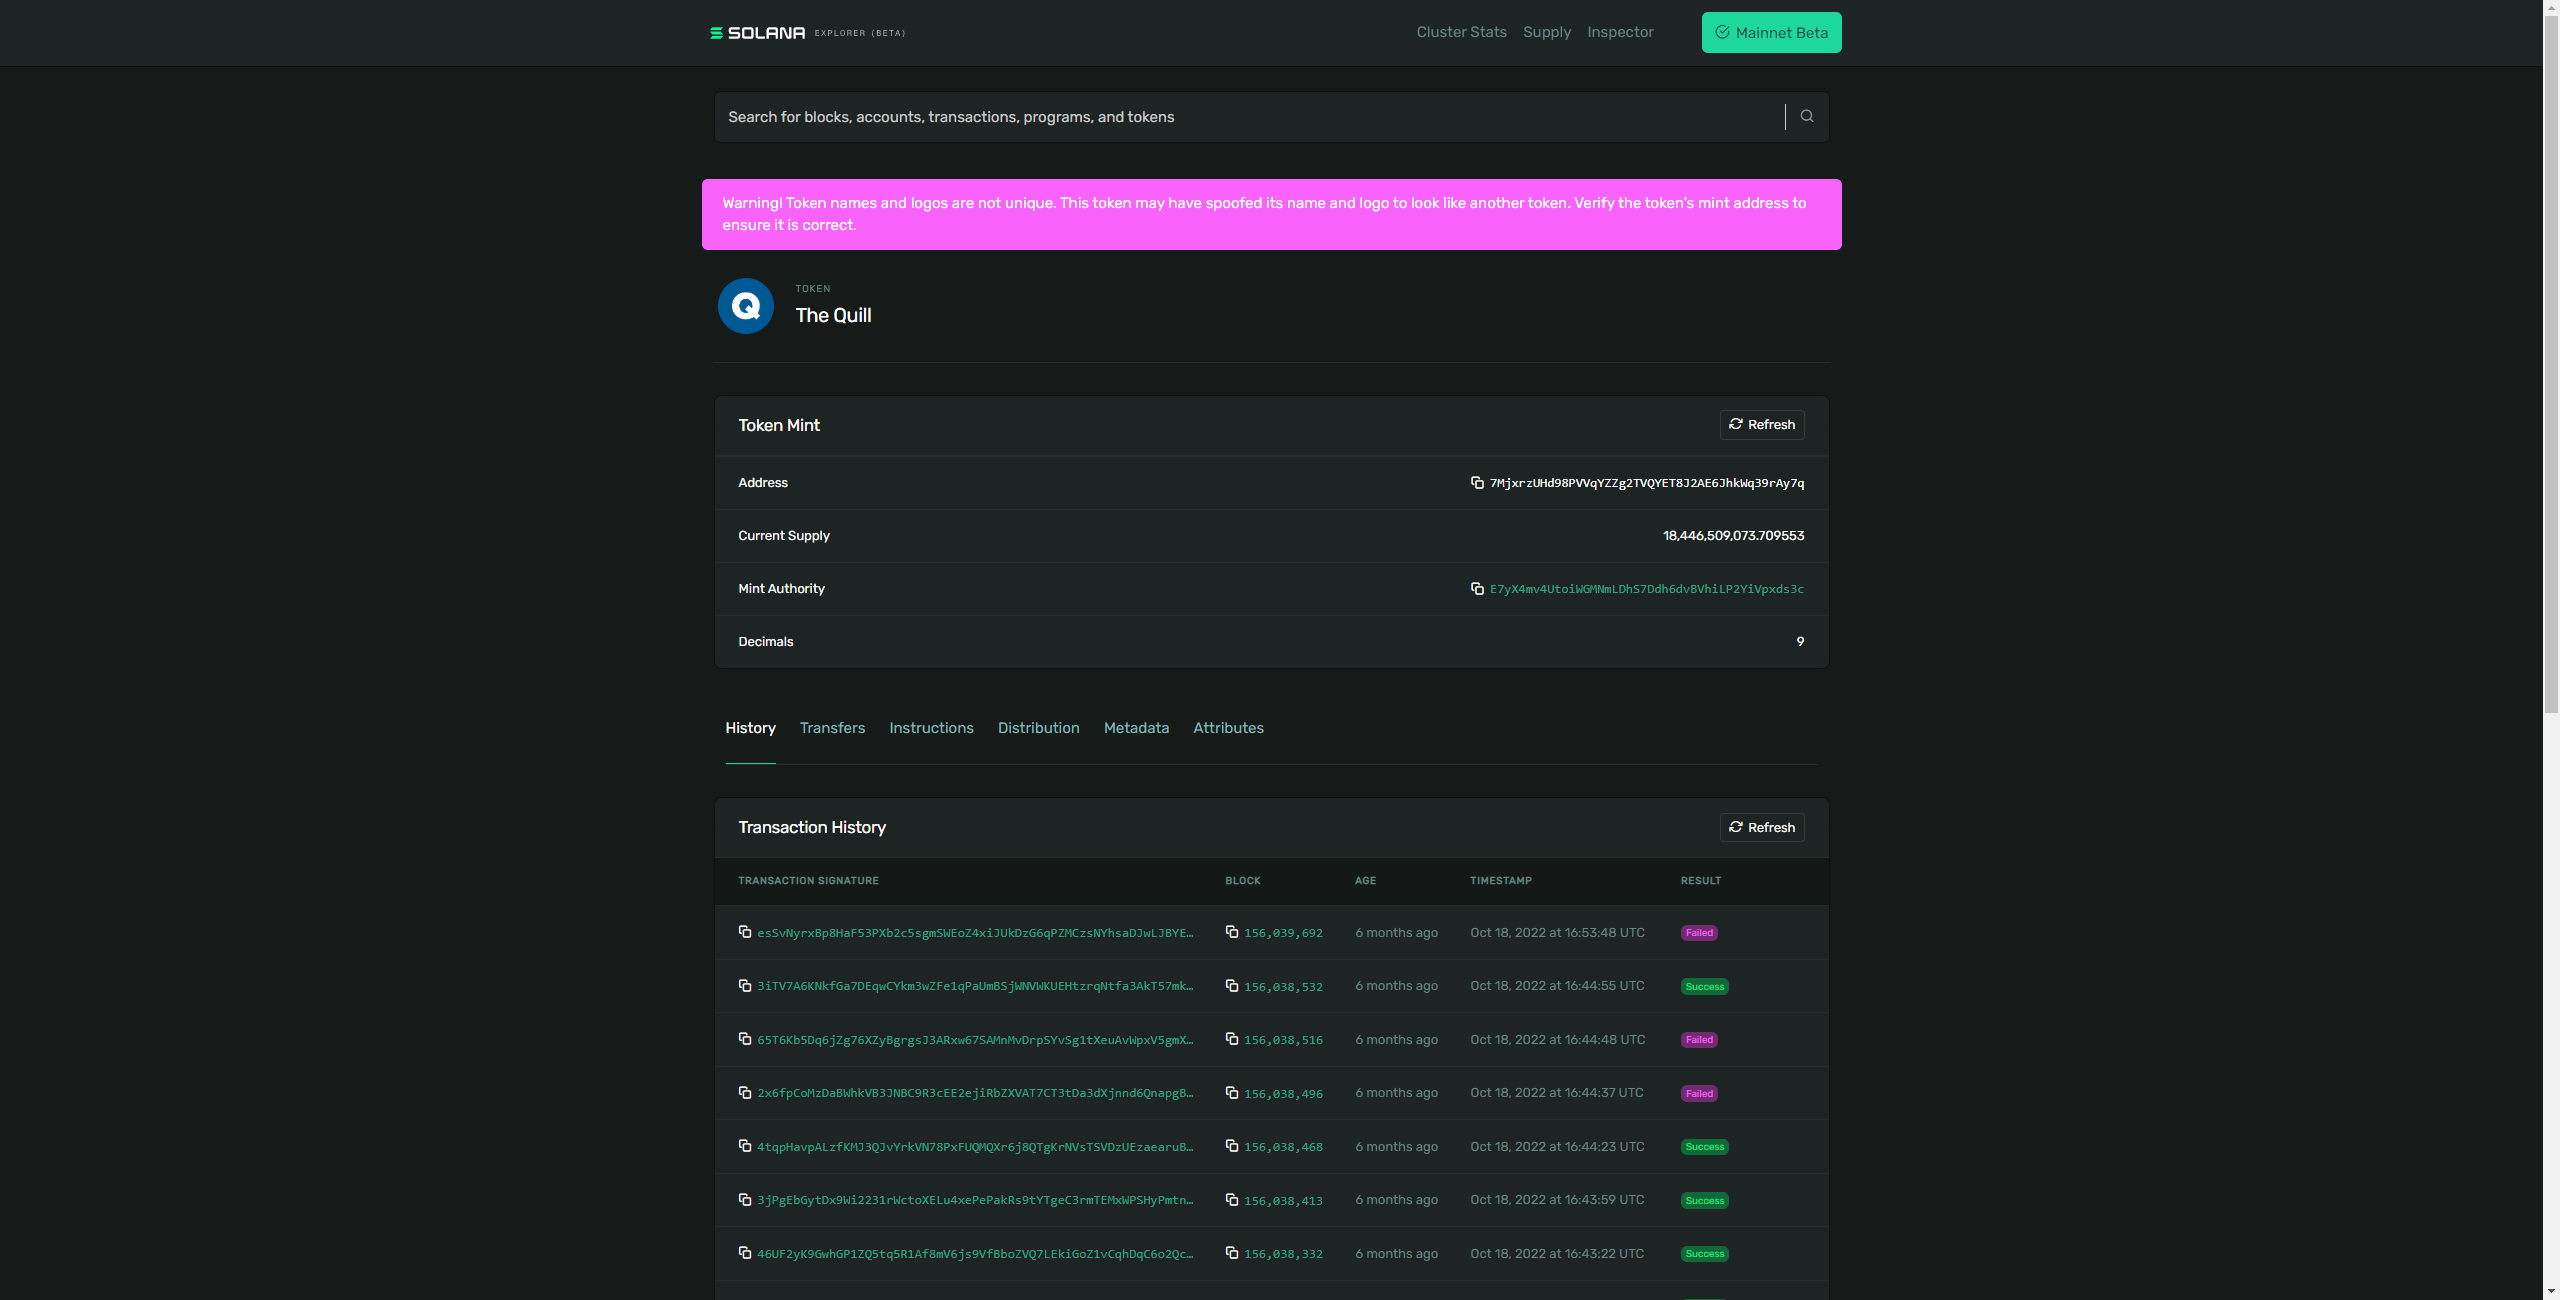 SOLANA EXPLORER (BETA)
Cluster Stats Supply Inspector Mainnet Beta
Search for blocks, accounts, transactions, programs, and tokens
Warning! Token names and logos are not unique. This token may have spoofed its name and logo to look like another token. Verify the token's mint address to
ensure it is correct.
Q
TOKEN
The Quill
Token Mint Refresh
Address 7MjxrzUHd98PVVqYZZg2TVQYET8J2AE6JhkWq39rAy7q
Current Supply 18,446,509,073.709553
Mint Authority E7yX4mv4UtoiWGMNmLDhS7Ddh6dvBVhiLP2YiVpxds3c
Decimals 9
History Transfers Instructions Distribution Metadata Attributes
Transaction History Refresh
TRANSACTION SIGNATURE BLOCK AGE TIMESTAMP RESULT
esSvNyrxBp8HaF53PXb2c5sgmSWEoZ4xiJUkDzG6qPZMCzsNYhsaDJwLJBYE… 156,039,692 6 months ago Oct 18, 2022 at 16:53:48 UTC Failed
3iTV7A6KNkfGa7DEqwCYkm3wZFe1qPaUmBSjWNVWKUEHtzrqNtfa3AkT57mk… 156,038,532 6 months ago Oct 18, 2022 at 16:44:55 UTC Success
65T6Kb5Dq6jZg76XZyBgrgsJ3ARxw67SAMnMvDrpSYvSg1tXeuAvWpxV5gmX… 156,038,516 6 months ago Oct 18, 2022 at 16:44:48 UTC Failed
2x6fpCoMzDaBWhkVB3JNBC9R3cEE2ejiRbZXVAT7CT3tDa3dXjnnd6QnapgB… 156,038,496 6 months ago Oct 18, 2022 at 16:44:37 UTC Failed
4tqpHavpALzfKMJ3QJvYrkVN78PxFUQMQXr6j8QTgKrNVsTSVDzUEzaearuB… 156,038,468 6 months ago Oct 18, 2022 at 16:44:23 UTC Success
3jPgEbGytDx9Wi2231rWctoXELu4xePePakRs9tYTgeC3rmTEMxWPSHyPmtn… 156,038,413 6 months ago Oct 18, 2022 at 16:43:59 UTC Success
46UF2yK9GwhGP1ZQ5tq5R1Af8mV6js9VfBboZVQ7LEkiGoZ1vCqhDqC6o2Qc… 156,038,332 6 months ago Oct 18, 2022 at 16:43:22 UTC Success